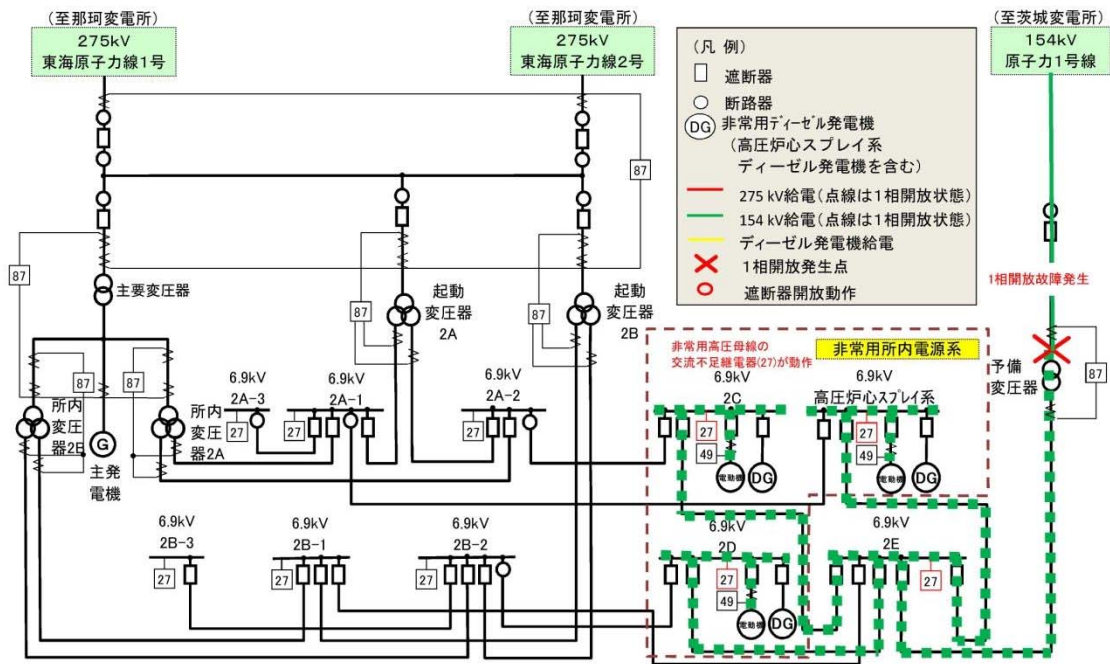 (至那珂変電所)
275kV
東海原子力線1号
(至那珂変電所)
275kV
東海原子力線2号
(至茨城変電所)
154kV
原子力1号線
(凡 例)
遮断器
断路器
DG
非常用ディーゼル発電機
(高圧炉心スプレイ系
ディーゼル発電機を含む)
275 kV給電(点線は1相開放状態)
154 kV給電(点線は1相開放状態)
ディーゼル発電機給電
1相開放発生点
遮断器開放動作
87
87
87
87
主要変圧器
起動
変圧器
2A
起動
変圧器
2B
1相開放故障発生
予備
変圧器
87
87
87
所内
変圧
器2B
G
主発
電機
所内
変圧
器2A
6.9kV
2A-3
27
6.9kV
2A-1
27
6.9kV
2A-2
27
非常用高圧母線の
交流不足継電器(27)が動作
非常用所内電源系
6.9kV
2C
27
49
電動機
DG
6.9kV
高圧炉心スプレイ系
27
49
電動機
DG
6.9kV
2B-3
27
6.9kV
2B-1
27
6.9kV
2B-2
27
6.9kV
2D
27
49
電動機
DG
6.9kV
2E
27